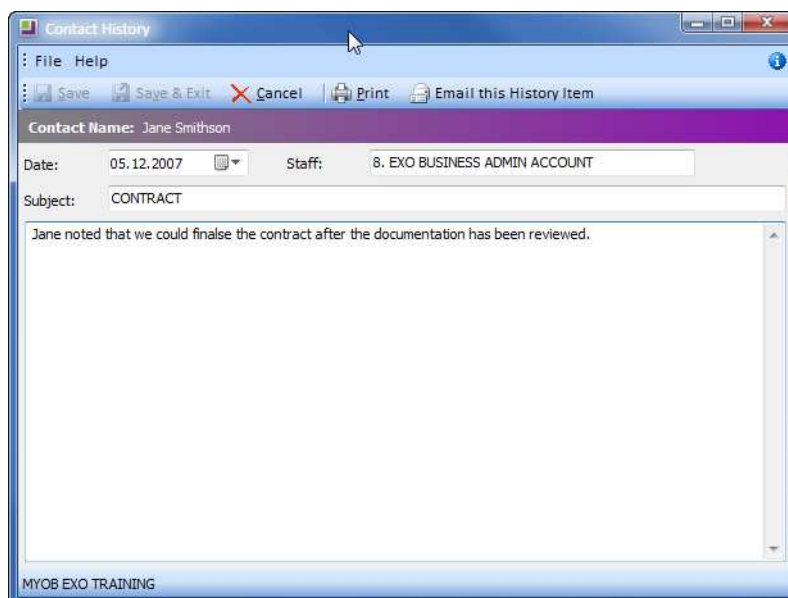 Contact History
File Help
Save Save & Exit Cancel Print Email this History Item
Contact Name: Jane Smithson
Date: 05.12.2007 Staff: 8. EXO BUSINESS ADMIN ACCOUNT
Subject: CONTRACT
Jane noted that we could finalse the contract after the documentation has been reviewed.
MYOB EXO TRAINING